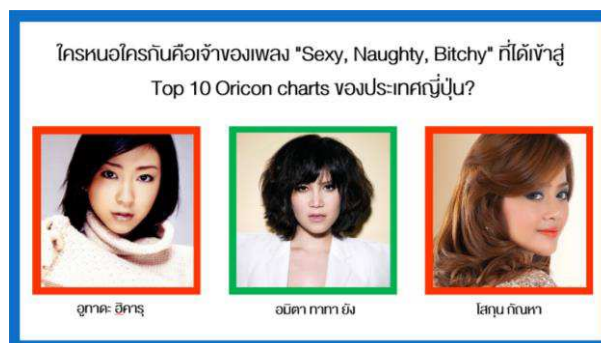 ใครหนอใครกันคือเจ้าของเพลง "Sexy, Naughty, Bitchy" ที่ได้เข้าสู่
Top 10 Oricon charts ของประเทศญี่ปุ่น?
อูทาดะ ฮิคารุ
อมิตา ทาทา ยัง
โสกุน กัณหา